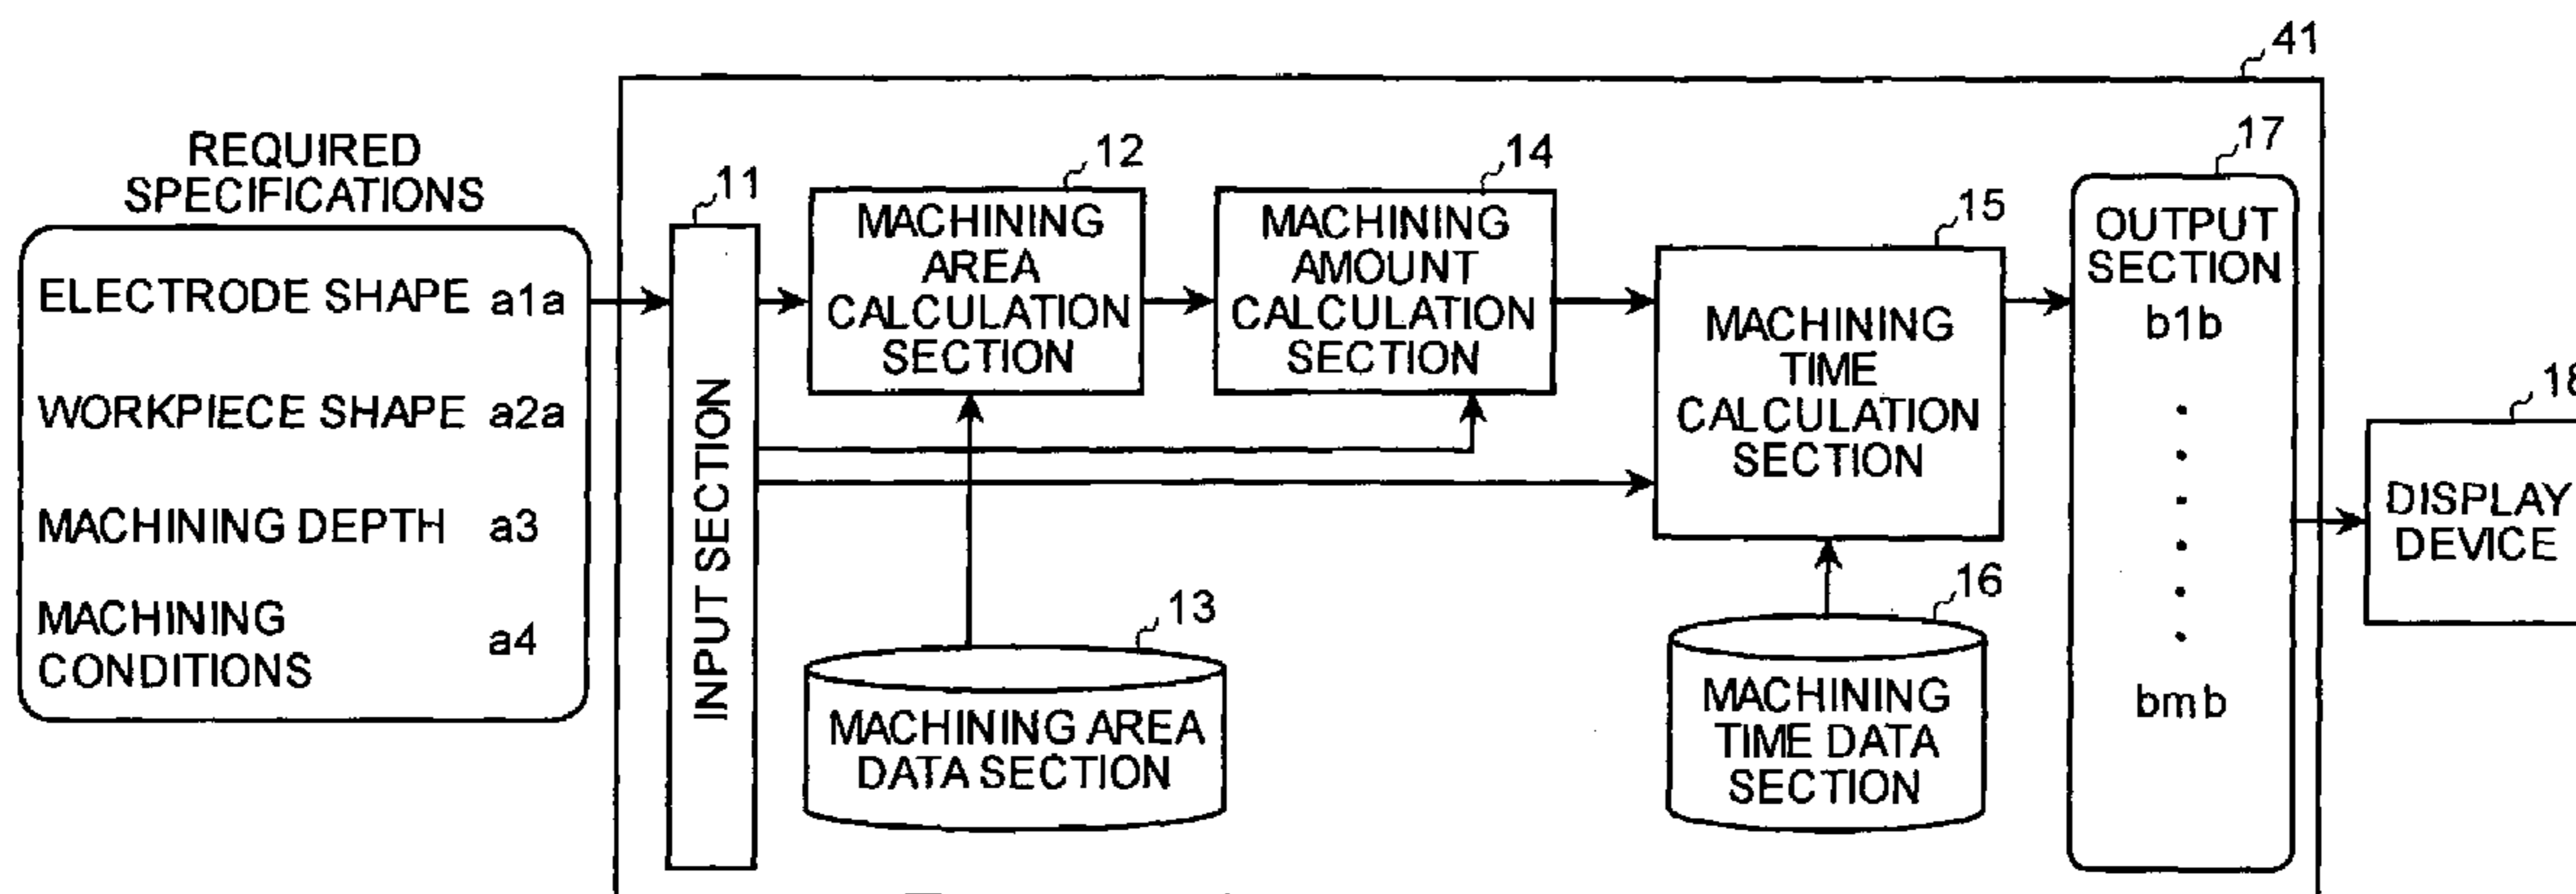 41
REQUIRED
SPECIFICATIONS
ELECTRODE SHAPE a1a
WORKPIECE SHAPE a2a
MACHINING DEPTH a3
MACHINING
CONDITIONS
a4
11
INPUT SECTION
12
MACHINING
AREA
CALCULATION
SECTION
13
MACHINING AREA
DATA SECTION
14
MACHINING
AMOUNT
CALCULATION
SECTION
15
MACHINING
TIME
CALCULATION
SECTION
16
MACHINING
TIME DATA
SECTION
17
OUTPUT
SECTION
b1b
bmb
18
DISPLAY
DEVICE